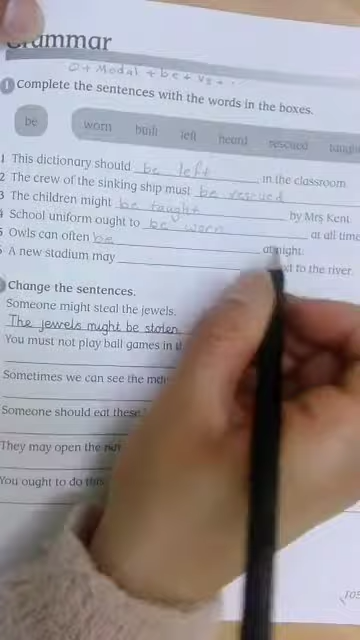 Grammar
O + Modal + be + V3 + .
1 Complete the sentences with the words in the boxes.
be worn built left heard rescued taught
1 This dictionary should be left in the classroom.
2 The crew of the sinking ship must be rescued
3 The children might be taught by Mrs Kent.
4 School uniform ought to be worn at all time
5 Owls can often be at night.
6 A new stadium may to the river.
Change the sentences.
Someone might steal the jewels.
The jewels might be stolen
You must not play ball games in
Sometimes we can see the
Someone should eat these
They may open the
You ought to do this
105